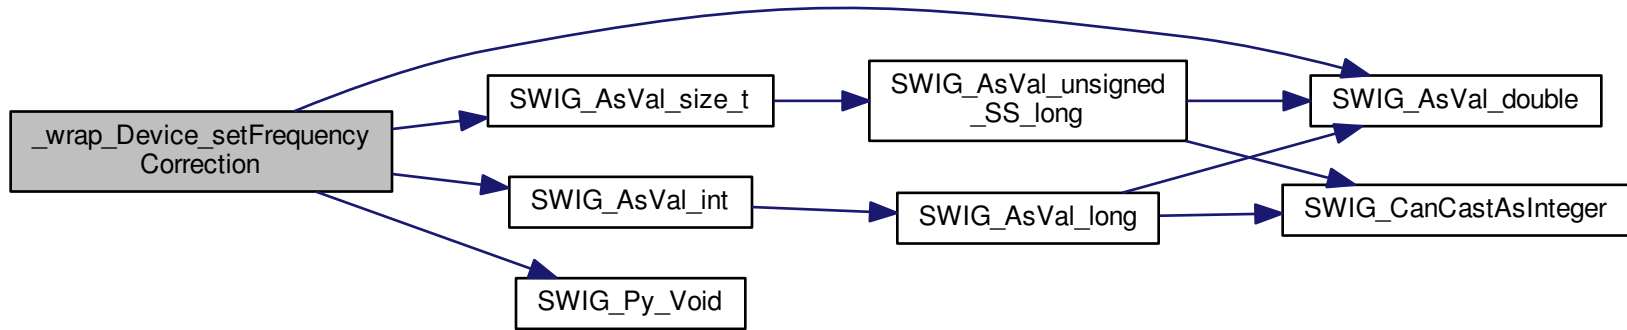 _wrap_Device_setFrequency
Correction
SWIG_AsVal_size_t
SWIG_AsVal_int
SWIG_Py_Void
SWIG_AsVal_unsigned
_SS_long
SWIG_AsVal_long
SWIG_AsVal_double
SWIG_CanCastAsInteger